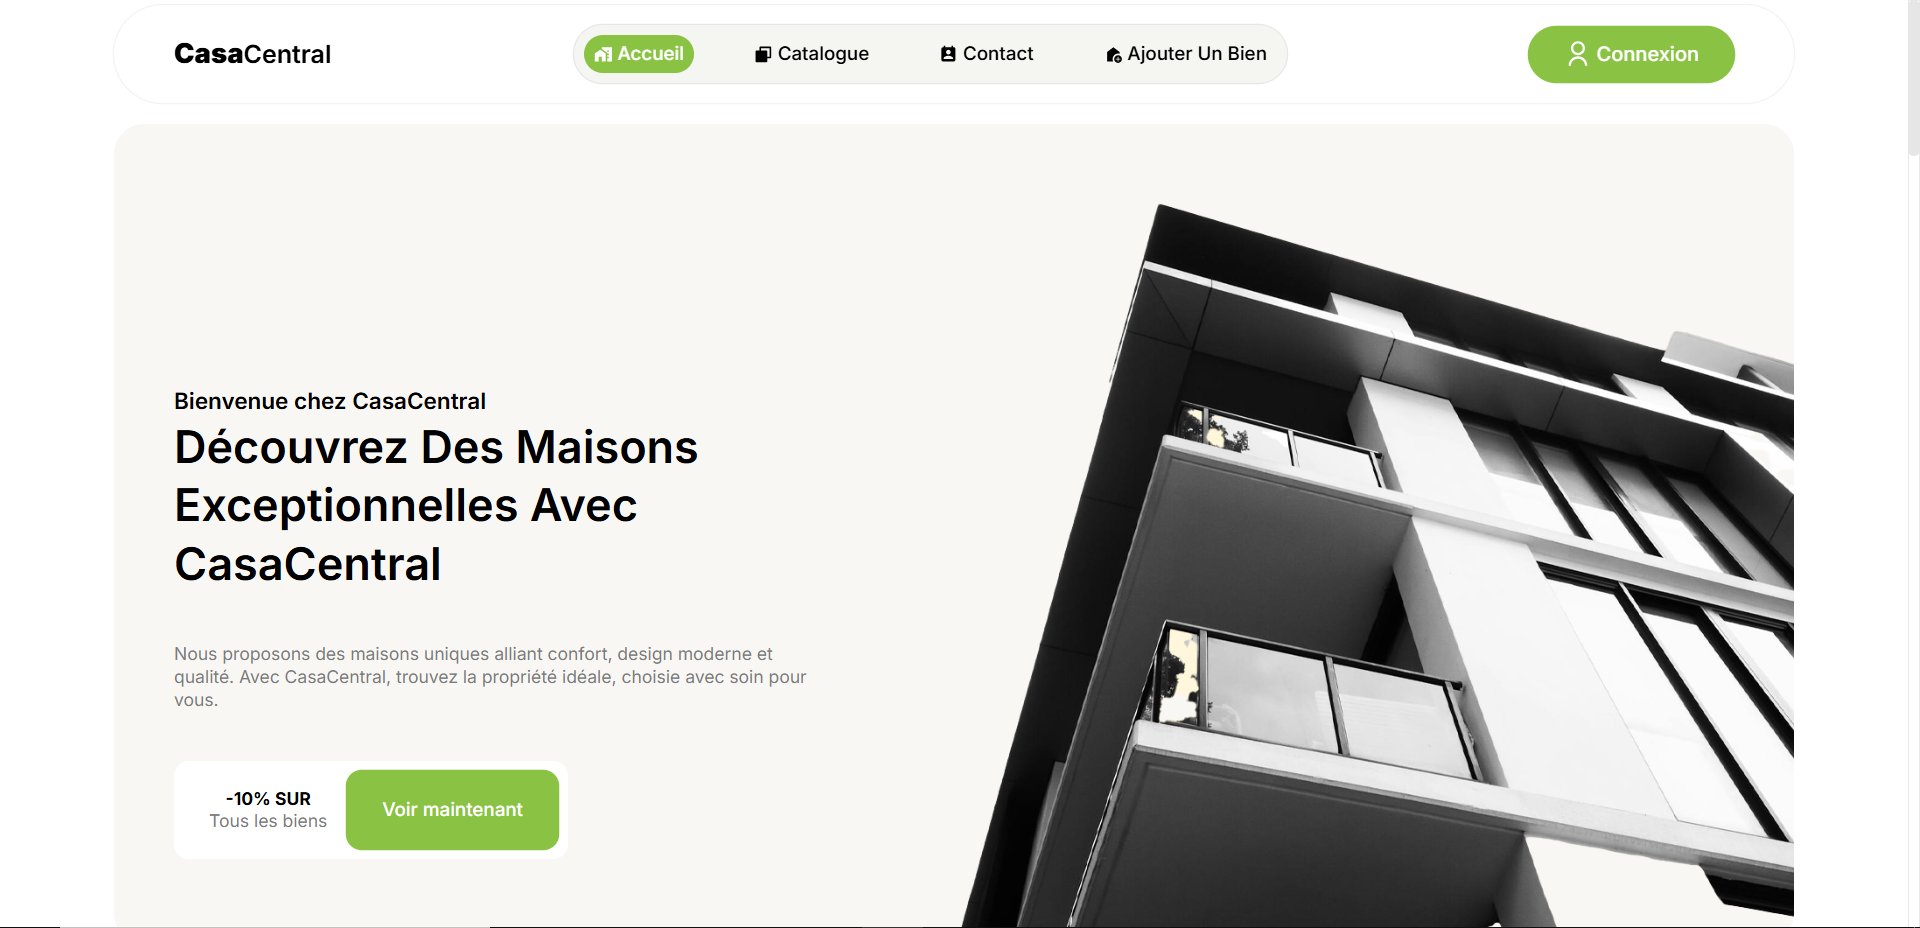 CasaCentral
Accueil
Catalogue
Contact
Ajouter Un Bien
Connexion
Bienvenue chez CasaCentral
Découvrez Des Maisons
Exceptionnelles Avec
CasaCentral
Nous proposons des maisons uniques alliant confort, design moderne et
qualité. Avec CasaCentral, trouvez la propriété idéale, choisie avec soin pour
vous.
-10% SUR
Tous les biens
Voir maintenant